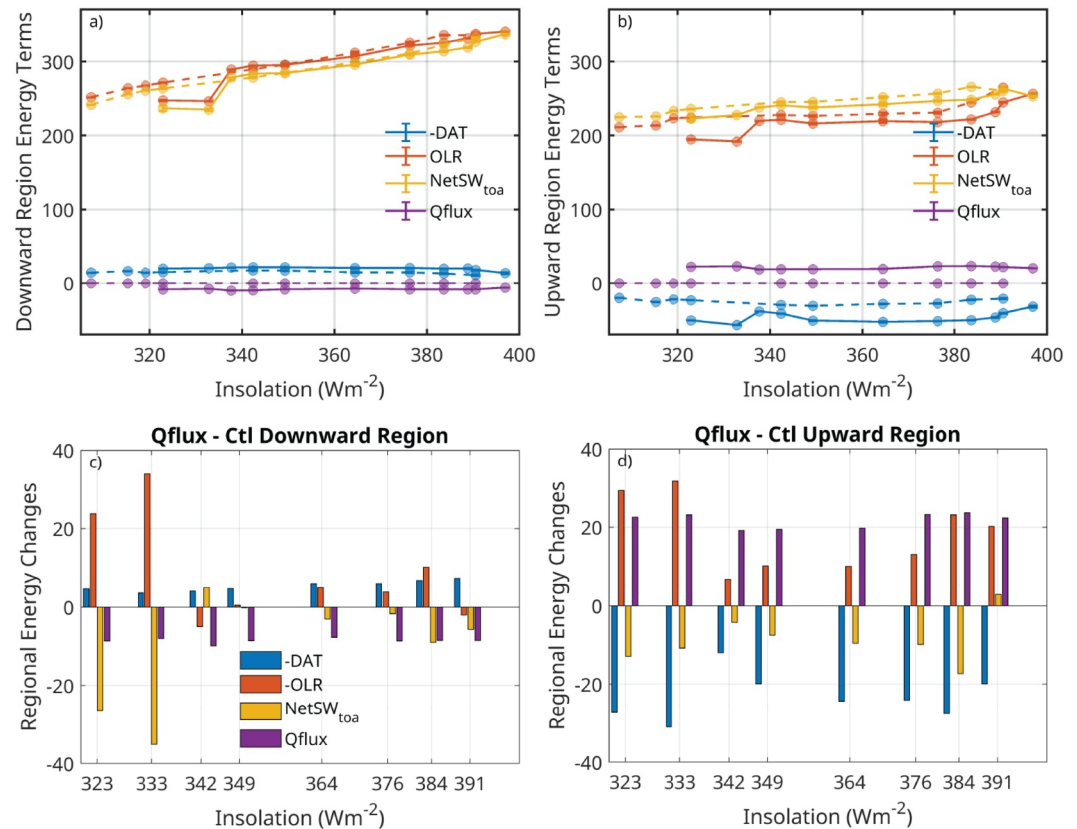 a)
Downward Region Energy Terms
300
200
100
0
-DAT
OLR
NetSW_toa
Qflux
320 340 360 380 400
Insolation (Wm^-2)
b)
Upward Region Energy Terms
300
200
100
0
-DAT
OLR
NetSW_toa
Qflux
320 340 360 380 400
Insolation (Wm^-2)
Qflux - Ctl Downward Region
c)
Regional Energy Changes
40
20
0
-20
-40
-DAT
-OLR
NetSW_toa
Qflux
323 333 342 349 364 376 384 391
Insolation (Wm^-2)
Qflux - Ctl Upward Region
d)
Regional Energy Changes
40
20
0
-20
-40
323 333 342 349 364 376 384 391
Insolation (Wm^-2)